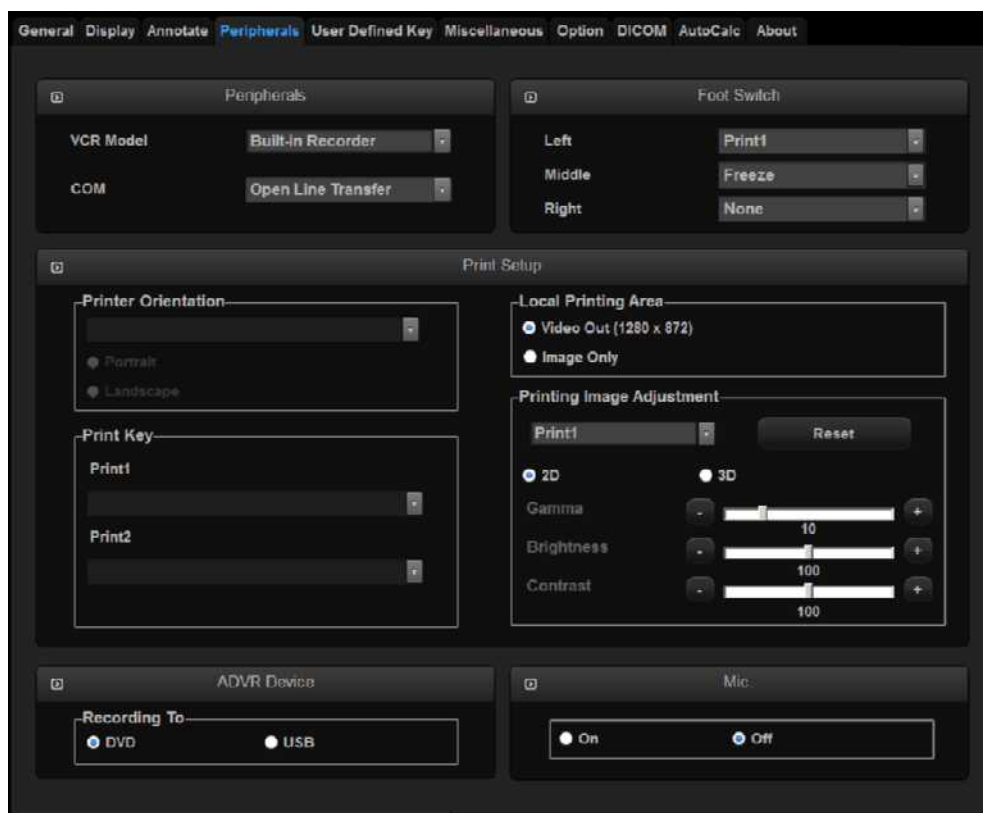 General Display Annotate Peripherals User Defined Key Miscellaneous Option DICOM AutoCalc About
Peripherals
VCR Model Built-in Recorder
COM Open Line Transfer
Foot Switch
Left Print1
Middle Freeze
Right None
Print Setup
Printer Orientation
Portrait
Landscape
Print Key
Print1
Print2
Local Printing Area
Video Out (1280 x 872)
Image Only
Printing Image Adjustment
Print1 Reset
2D 3D
Gamma - +
10
Brightness - +
100
Contrast - +
100
ADVR Device
Recording To
DVD USB
Mic.
On Off